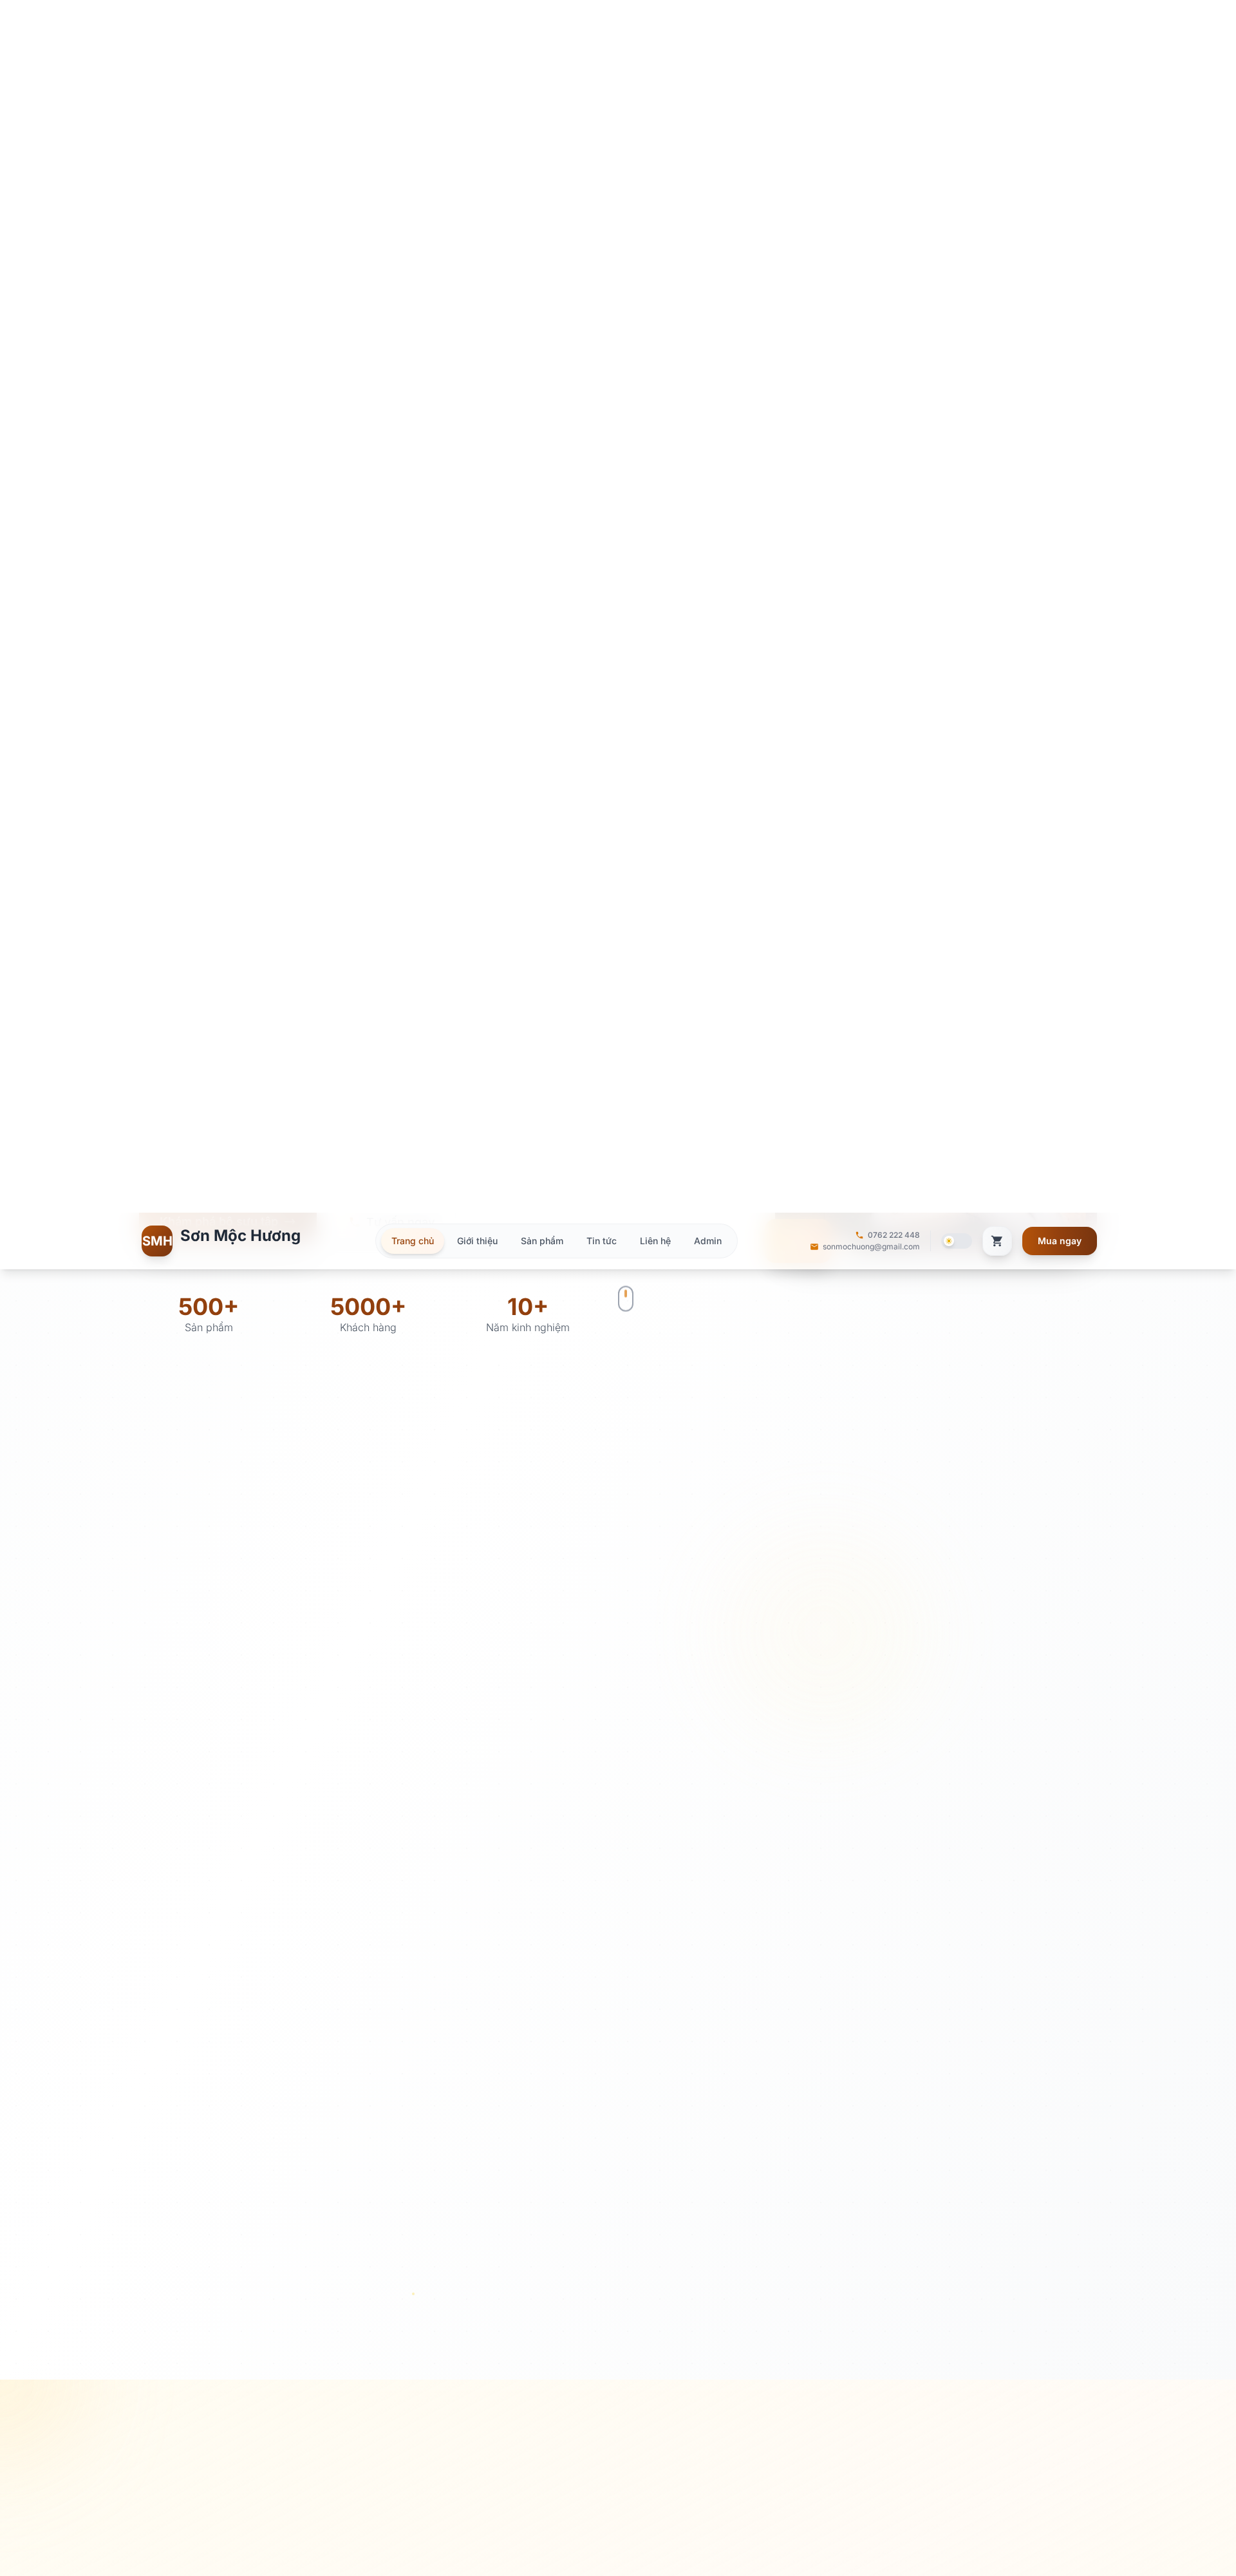 SMH
Sơn Mộc Hương
Trang chủ
Giới thiệu
Sản phẩm
Tin tức
Liên hệ
Admin
0762 222 448
sonmochuong@gmail.com
Mua ngay
500+
Sản phẩm
5000+
Khách hàng
10+
Năm kinh nghiệm